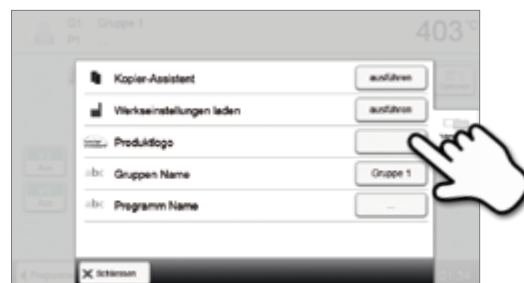 G1 Gruppe 1
P1 ...
403 °C
Kopier-Assistent
ausführen
Werkseinstellungen laden
ausführen
Produktlogo
abc Gruppen Name
Gruppe 1
abc Programm Name
...
Schliessen